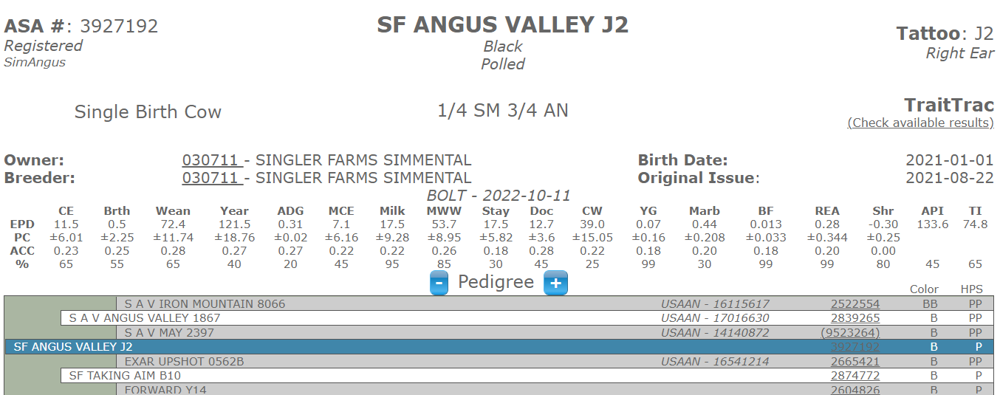 ASA #: 3927192
SF ANGUS VALLEY J2
Tattoo: J2
Registered
Black
Right Ear
SimAngus
Polled
Single Birth Cow
1/4 SM 3/4 AN
TraitTrac
(Check available results)
Owner: 030711 - SINGLER FARMS SIMMENTAL Birth Date: 2021-01-01
Breeder: 030711 - SINGLER FARMS SIMMENTAL Original Issue: 2021-08-22
BOLT - 2022-10-11
CE Brth Wean Year ADG MCE Milk MWW Stay Doc CW YG Marb BF REA Shr API TI
EPD 11.5 0.5 72.4 121.5 0.31 7.1 17.5 53.7 17.5 12.7 39.0 0.07 0.44 0.013 0.28 -0.30 133.6 74.8
PC ±6.01 ±2.25 ±11.74 ±18.76 ±0.02 ±6.16 ±9.28 ±8.95 ±5.82 ±3.6 ±15.05 ±0.16 ±0.208 ±0.033 ±0.344 ±0.25
ACC 0.23 0.25 0.28 0.27 0.27 0.22 0.22 0.26 0.18 0.28 0.22 0.18 0.20 0.18 0.20 0.00
% 65 55 65 40 20 45 95 85 30 45 25 99 30 99 99 80 45 65
- Pedigree +
Color HPS
S A V IRON MOUNTAIN 8066 USAAN - 16115617 2522554 BB PP
S A V ANGUS VALLEY 1867 USAAN - 17016630 2839265 B PP
S A V MAY 2397 USAAN - 14140872 (9523264) B PP
SF ANGUS VALLEY J2 3927192 B P
EXAR UPSHOT 0562B USAAN - 16541214 2665421 B PP
SF TAKING AIM B10 2874772 B P
FORWARD Y14 2604826 B P